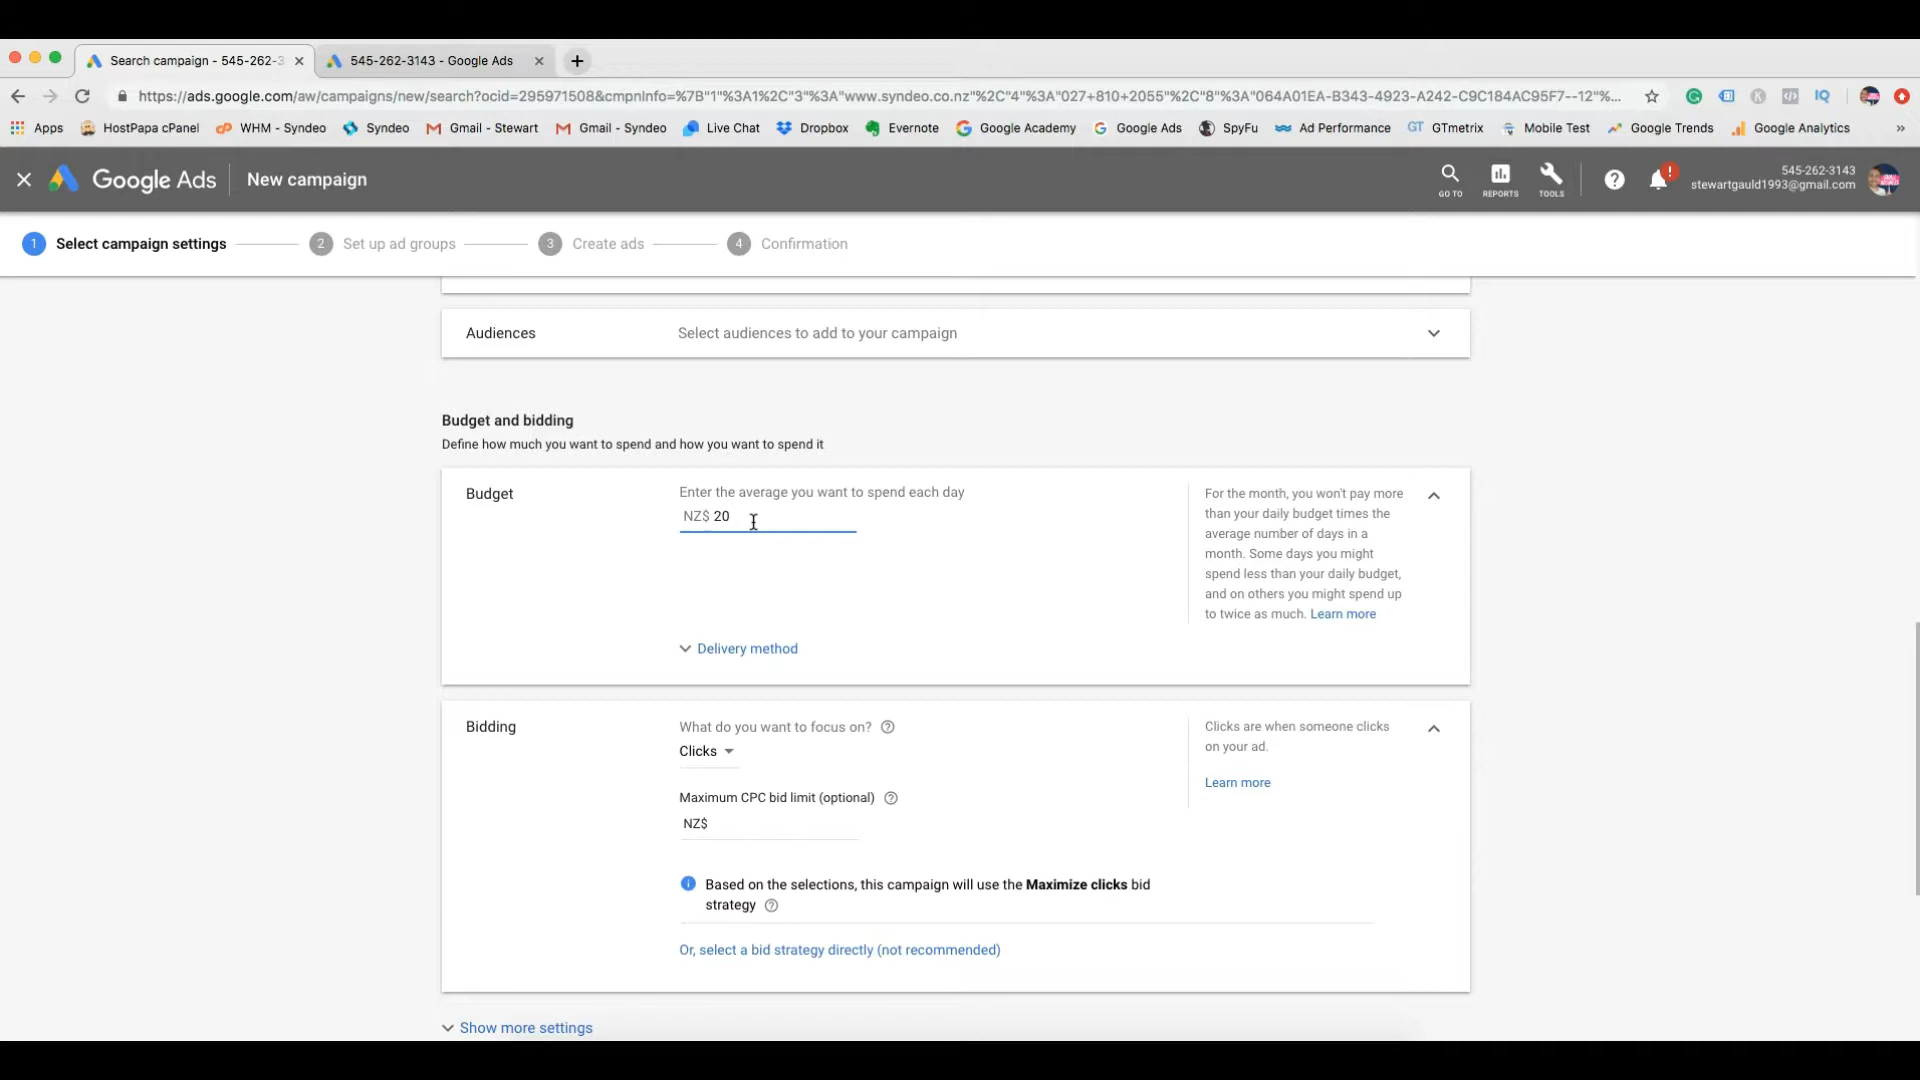 Search campaign - 545-262-3
545-262-3143 - Google Ads
https://ads.google.com/aw/campaigns/new/search?ocid=295971508&cmpnInfo=%7B"1"%3A1%2C"3"%3A"www.syndeo.co.nz"%2C"4"%3A"027+810+2055"%2C"8"%3A"064A01EA-B343-4923-A242-C9C184AC95F7--12"%...
Apps HostPapa cPanel WHM - Syndeo Syndeo Gmail - Stewart Gmail - Syndeo Live Chat Dropbox Evernote Google Academy Google Ads SpyFu Ad Performance GTmetrix Mobile Test Google Trends Google Analytics »
Google Ads New campaign
GO TO REPORTS TOOLS
545-262-3143
stewartgauld1993@gmail.com
1 Select campaign settings 2 Set up ad groups 3 Create ads 4 Confirmation
Audiences Select audiences to add to your campaign
Budget and bidding
Define how much you want to spend and how you want to spend it
Budget
Enter the average you want to spend each day
NZ$ 20
For the month, you won't pay more
than your daily budget times the
average number of days in a
month. Some days you might
spend less than your daily budget,
and on others you might spend up
to twice as much. Learn more
Delivery method
Bidding
What do you want to focus on?
Clicks
Maximum CPC bid limit (optional)
NZ$
Based on the selections, this campaign will use the Maximize clicks bid
strategy
Or, select a bid strategy directly (not recommended)
Clicks are when someone clicks
on your ad.
Learn more
Show more settings